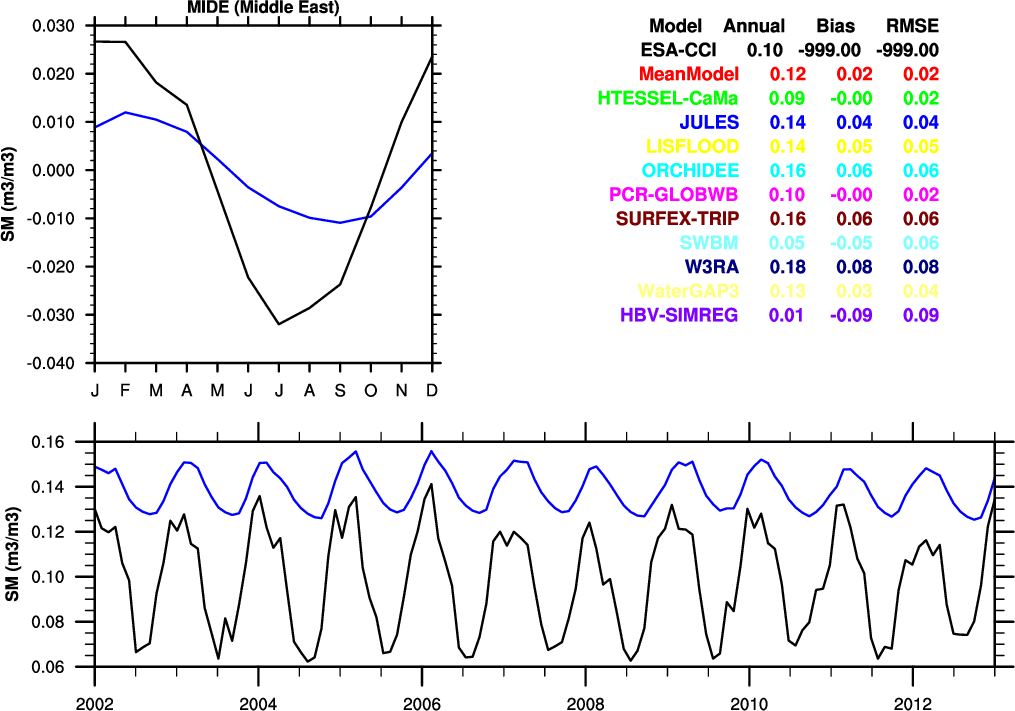 MIDE (Middle East)
SM (m3/m3)
0.030
0.020
0.010
0.000
-0.010
-0.020
-0.030
-0.040
J F M A M J J A S O N D
Model Annual Bias RMSE
ESA-CCI 0.10 -999.00 -999.00
MeanModel 0.12 0.02 0.02
HTESSEL-CaMa 0.09 -0.00 0.02
JULES 0.14 0.04 0.04
LISFLOOD 0.14 0.05 0.05
ORCHIDEE 0.16 0.06 0.06
PCR-GLOBWB 0.10 -0.00 0.02
SURFEX-TRIP 0.16 0.06 0.06
SWBM 0.05 -0.05 0.06
W3RA 0.18 0.08 0.08
WaterGAP3 0.13 0.03 0.04
HBV-SIMREG 0.01 -0.09 0.09
SM (m3/m3)
0.16
0.14
0.12
0.10
0.08
0.06
2002 2004 2006 2008 2010 2012